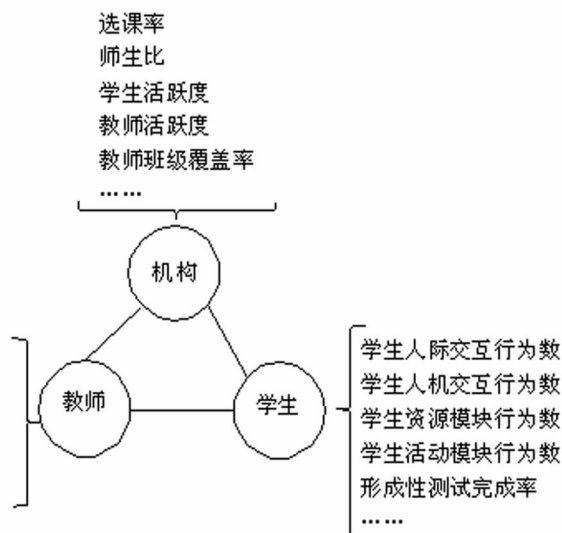 选课率
师生比
学生活跃度
教师活跃度
教师班级覆盖率
……
机构
教师
学生
学生人际交互行为数
学生人机交互行为数
学生资源模块行为数
学生活动模块行为数
形成性测试完成率
……